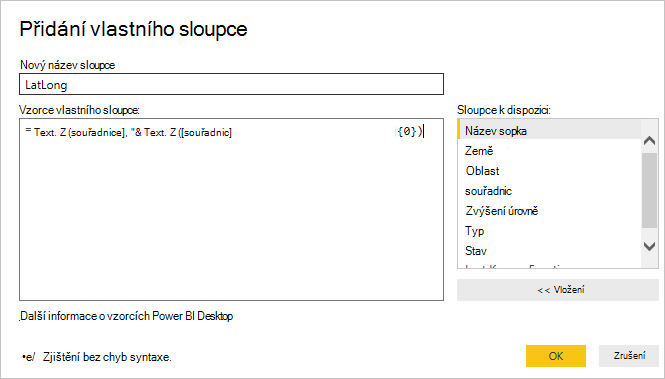 Přidání vlastního sloupce
Nový název sloupce
LatLong
Vzorce vlastního sloupce:
= Text. Z (souřadnice], "& Text. Z ([souřadnic] {0})
Sloupce k dispozici:
Název sopka
Země
Oblast
souřadnic
Zvýšení úrovně
Typ
Stav
<< Vložení
Další informace o vzorcích Power BI Desktop
•e/ Zjištění bez chyb syntaxe.
OK
Zrušení